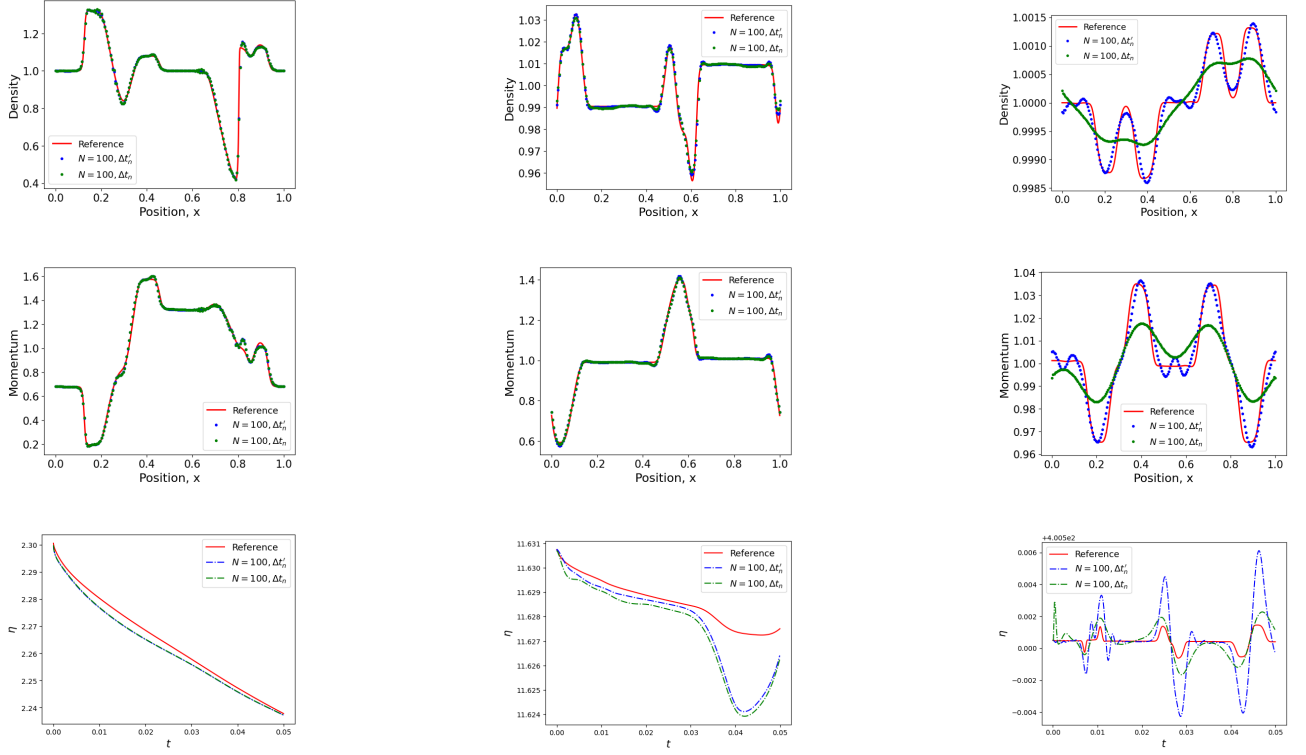 Density
1.2
1.0
0.8
0.6
0.4
Reference
N = 100, Δt′ₙ
N = 100, Δtₙ
0.0 0.2 0.4 0.6 0.8 1.0
Position, x
Density
1.03
1.02
1.01
1.00
0.99
0.98
0.97
0.96
Reference
N = 100, Δt′ₙ
N = 100, Δtₙ
0.0 0.2 0.4 0.6 0.8 1.0
Position, x
Density
1.0015
1.0010
1.0005
1.0000
0.9995
0.9990
0.9985
Reference
N = 100, Δt′ₙ
N = 100, Δtₙ
0.0 0.2 0.4 0.6 0.8 1.0
Position, x
Momentum
1.6
1.4
1.2
1.0
0.8
0.6
0.4
0.2
Reference
N = 100, Δt′ₙ
N = 100, Δtₙ
0.0 0.2 0.4 0.6 0.8 1.0
Position, x
Momentum
1.4
1.2
1.0
0.8
0.6
Reference
N = 100, Δt′ₙ
N = 100, Δtₙ
0.0 0.2 0.4 0.6 0.8 1.0
Position, x
Momentum
1.04
1.03
1.02
1.01
1.00
0.99
0.98
0.97
0.96
Reference
N = 100, Δt′ₙ
N = 100, Δtₙ
0.0 0.2 0.4 0.6 0.8 1.0
Position, x
η
2.30
2.29
2.28
2.27
2.26
2.25
2.24
Reference
N = 100, Δt′ₙ
N = 100, Δtₙ
0.00 0.01 0.02 0.03 0.04 0.05
t
η
11.631
11.630
11.629
11.628
11.627
11.626
11.625
11.624
Reference
N = 100, Δt′ₙ
N = 100, Δtₙ
0.00 0.01 0.02 0.03 0.04 0.05
t
+4.005e2
η
0.006
0.004
0.002
0.000
−0.002
−0.004
Reference
N = 100, Δt′ₙ
N = 100, Δtₙ
0.00 0.01 0.02 0.03 0.04 0.05
t